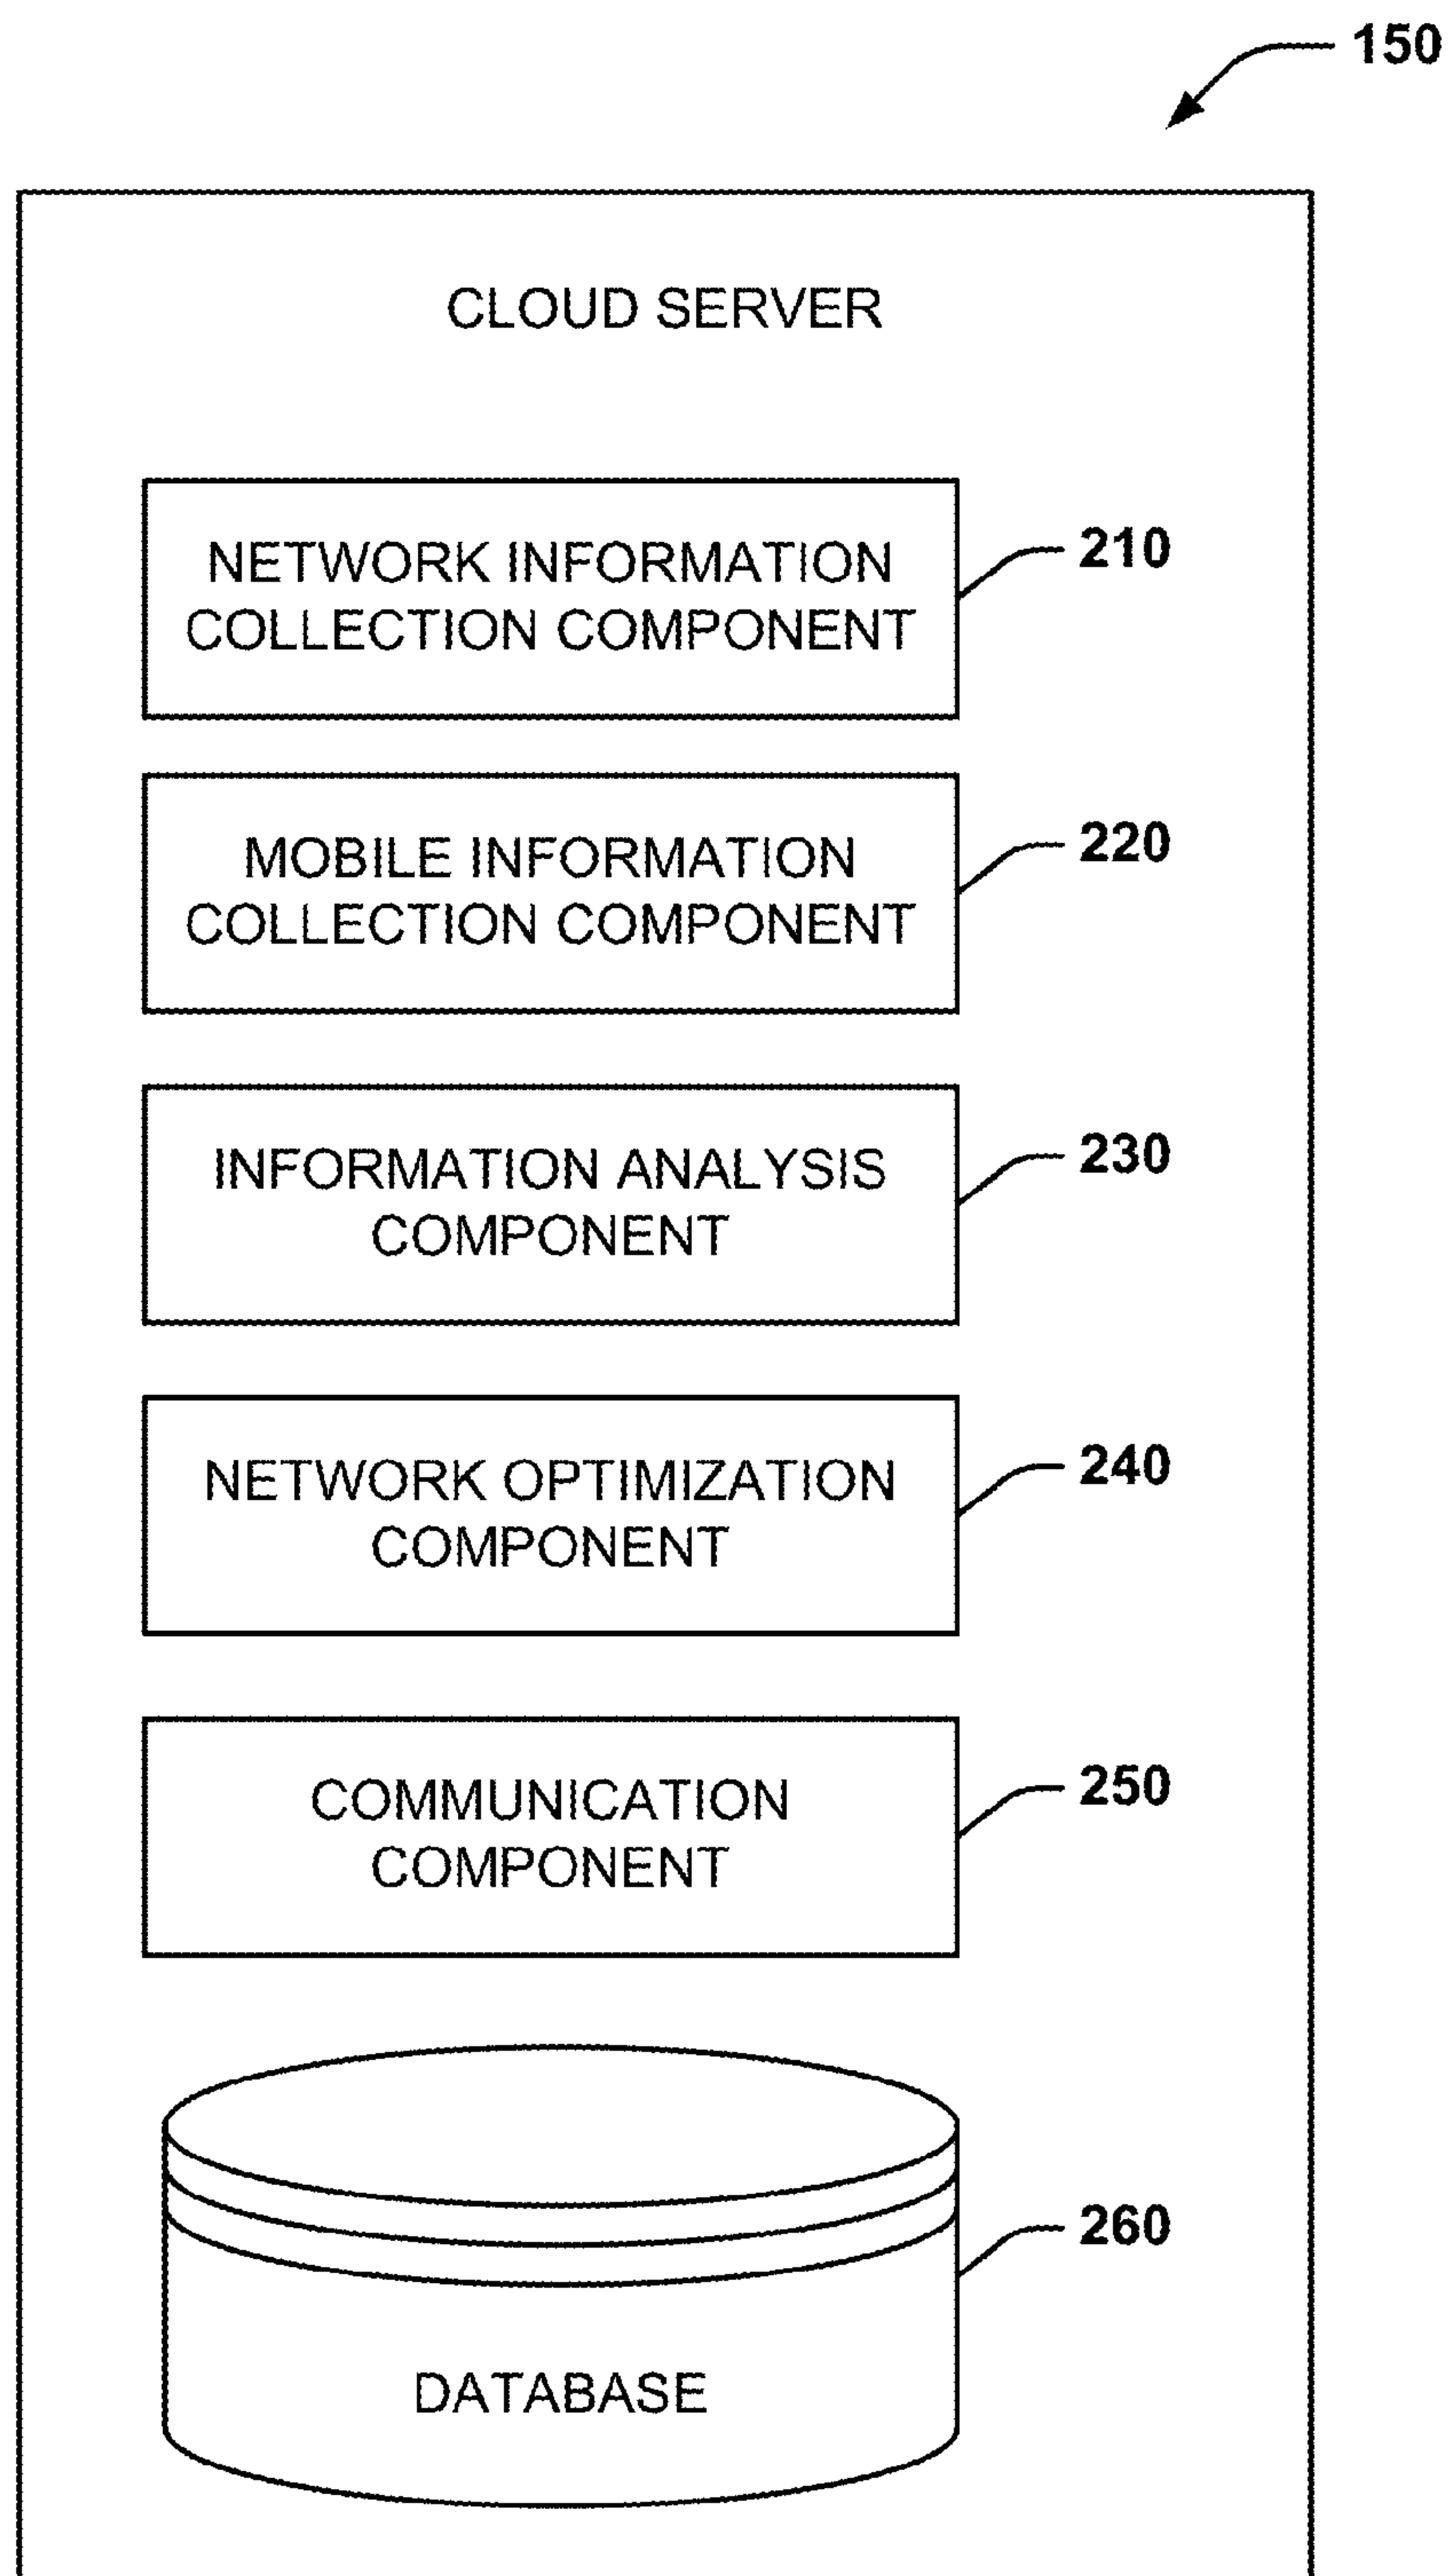 150
CLOUD SERVER
NETWORK INFORMATION
COLLECTION COMPONENT
210
MOBILE INFORMATION
COLLECTION COMPONENT
220
INFORMATION ANALYSIS
COMPONENT
230
NETWORK OPTIMIZATION
COMPONENT
240
COMMUNICATION
COMPONENT
250
260
DATABASE